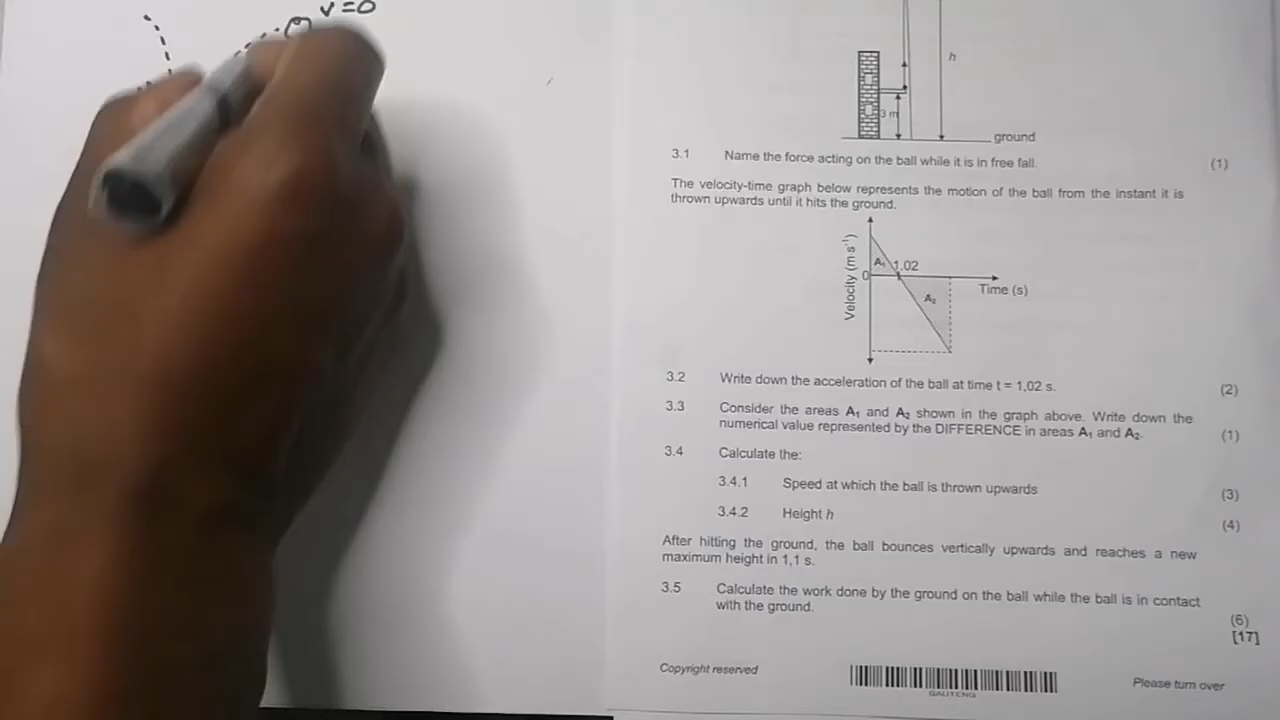 v = 0
h
3 m
ground
3.1 Name the force acting on the ball while it is in free fall. (1)
The velocity-time graph below represents the motion of the ball from the instant it is
thrown upwards until it hits the ground.
Velocity (m·s⁻¹)
0
A₁
1,02
A₂
Time (s)
3.2 Write down the acceleration of the ball at time t = 1,02 s. (2)
3.3 Consider the areas A₁ and A₂ shown in the graph above. Write down the
numerical value represented by the DIFFERENCE in areas A₁ and A₂. (1)
3.4 Calculate the:
3.4.1 Speed at which the ball is thrown upwards (3)
3.4.2 Height h (4)
After hitting the ground, the ball bounces vertically upwards and reaches a new
maximum height in 1,1 s.
3.5 Calculate the work done by the ground on the ball while the ball is in contact
with the ground. (6)
[17]
Copyright reserved
GAUTENG
Please turn over